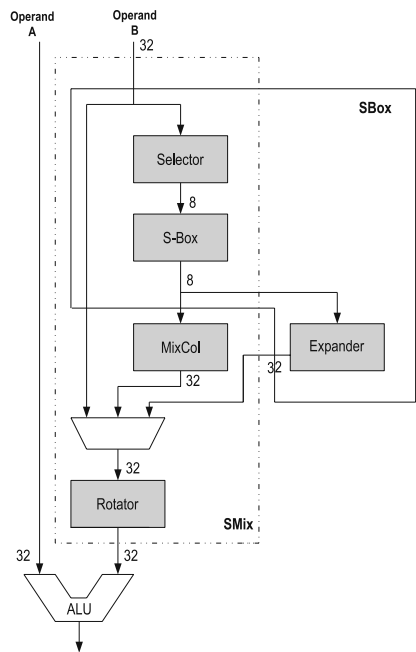 Operand
A
Operand
B
32
SBox
Selector
8
S-Box
8
MixCol
Expander
32
32
32
Rotator
SMix
32
32
ALU